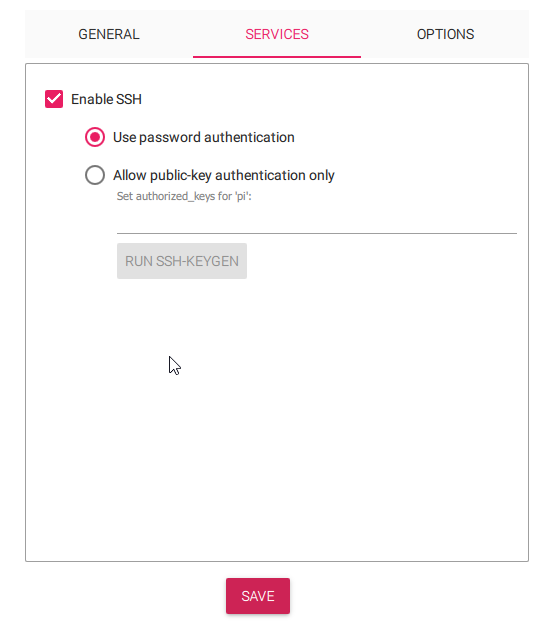 GENERAL SERVICES OPTIONS
Enable SSH
Use password authentication
Allow public-key authentication only
Set authorized_keys for 'pi':
RUN SSH-KEYGEN
SAVE